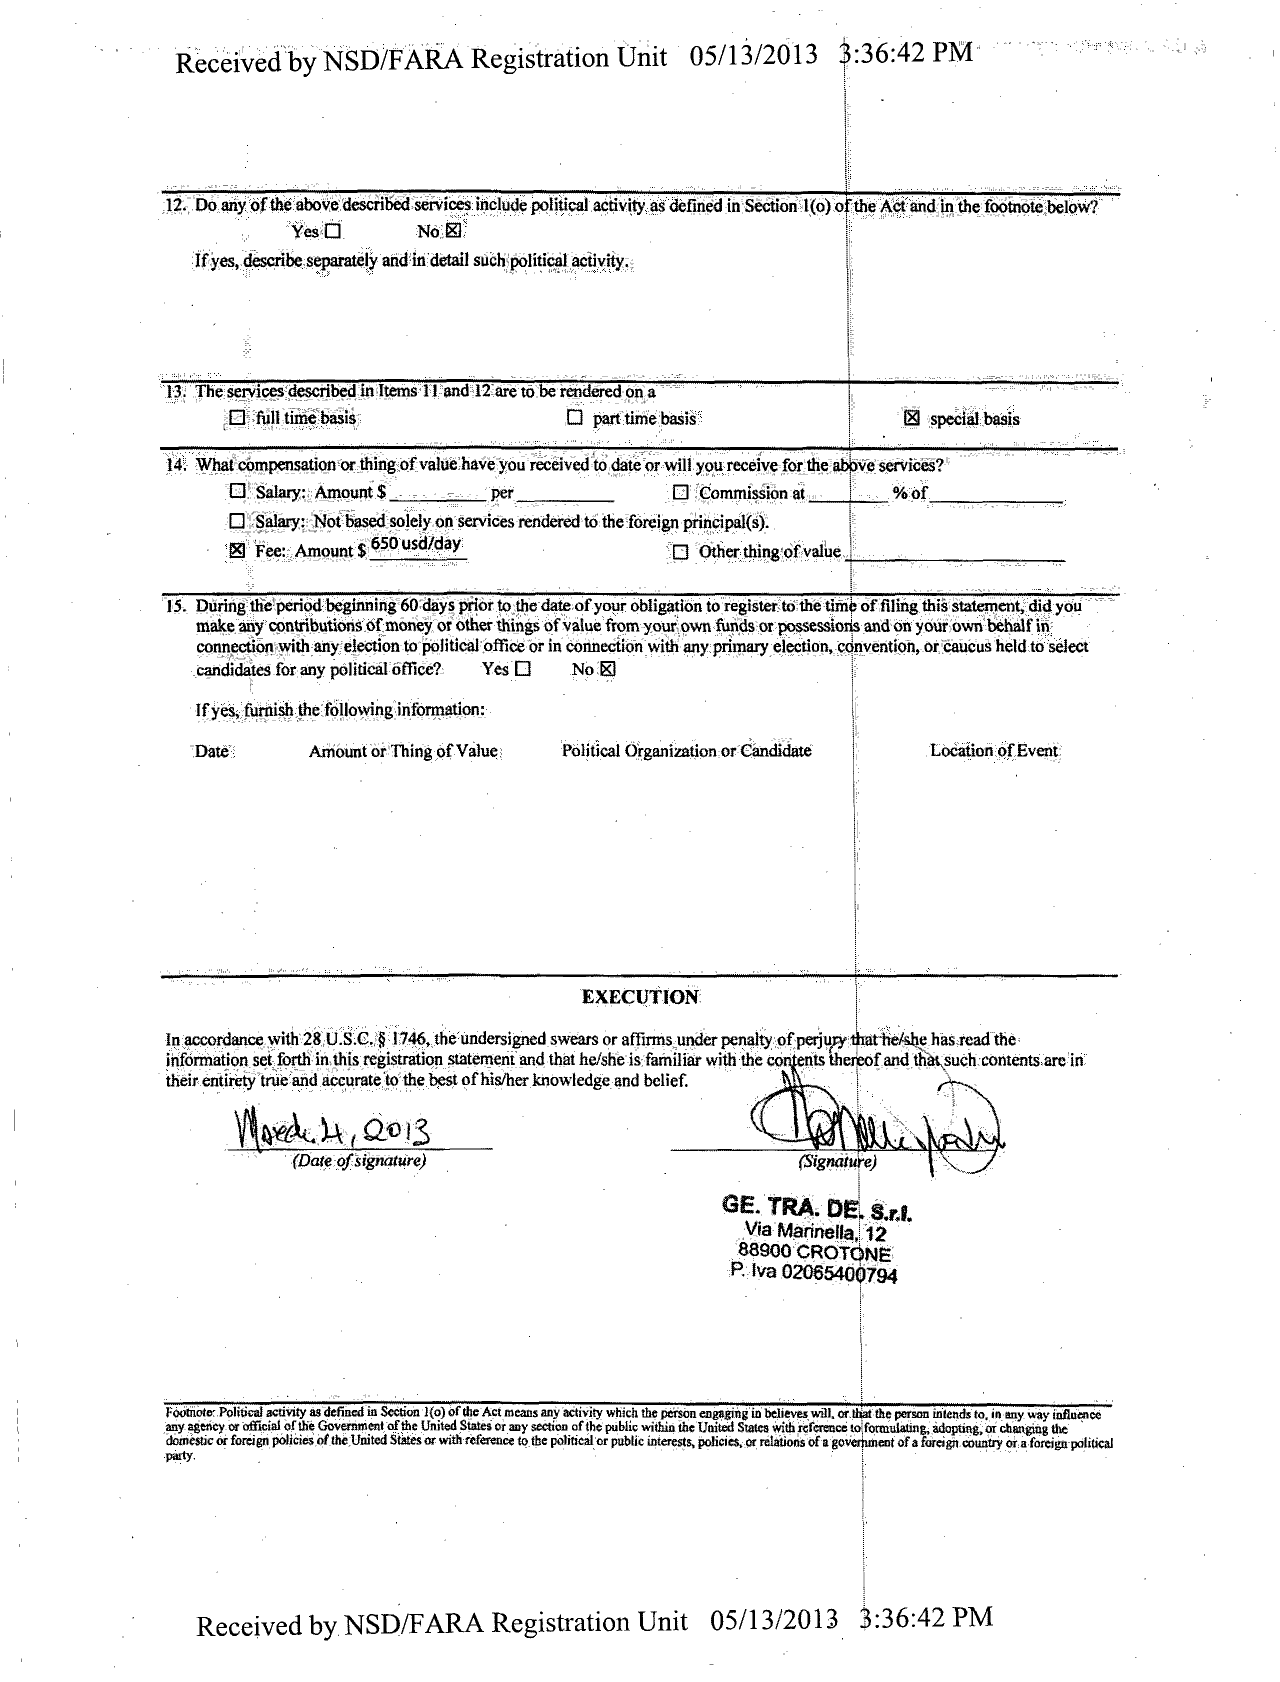 Received by NSD/FARA Registration Unit 05/13/2013 3:36:42 PM
12. Do any of the above described services include political activity as defined in Section 1(o) of the Act and in the footnote below?
Yes ☐ No ☒
If yes, describe separately and in detail such political activity.
13. The services described in Items 11 and 12 are to be rendered on a
☐ full time basis ☐ part time basis ☒ special basis
14. What compensation or thing of value have you received to date or will you receive for the above services?
☐ Salary: Amount $ ________ per ________ ☐ Commission at ________ % of ________
☐ Salary: Not based solely on services rendered to the foreign principal(s).
☒ Fee: Amount $ 650 usd/day ☐ Other thing of value ________
15. During the period beginning 60 days prior to the date of your obligation to register to the time of filing this statement, did you
make any contributions of money or other things of value from your own funds or possessions and on your own behalf in
connection with any election to political office or in connection with any primary election, convention, or caucus held to select
candidates for any political office? Yes ☐ No ☒
If yes, furnish the following information:
Date Amount or Thing of Value Political Organization or Candidate Location of Event
EXECUTION
In accordance with 28 U.S.C. § 1746, the undersigned swears or affirms under penalty of perjury that he/she has read the
information set forth in this registration statement and that he/she is familiar with the contents thereof and that such contents are in
their entirety true and accurate to the best of his/her knowledge and belief.
March 4, 2013
(Date of signature) (Signature)
GE. TRA. DE. S.r.l.
Via Marinella, 12
88900 CROTONE
P. Iva 02065400794
Footnote: Political activity as defined in Section 1(o) of the Act means any activity which the person engaging in believes will, or that the person intends to, in any way influence
any agency or official of the Government of the United States or any section of the public within the United States with reference to formulating, adopting, or changing the
domestic or foreign policies of the United States or with reference to the political or public interests, policies, or relations of a government of a foreign country or a foreign political
party.
Received by NSD/FARA Registration Unit 05/13/2013 3:36:42 PM